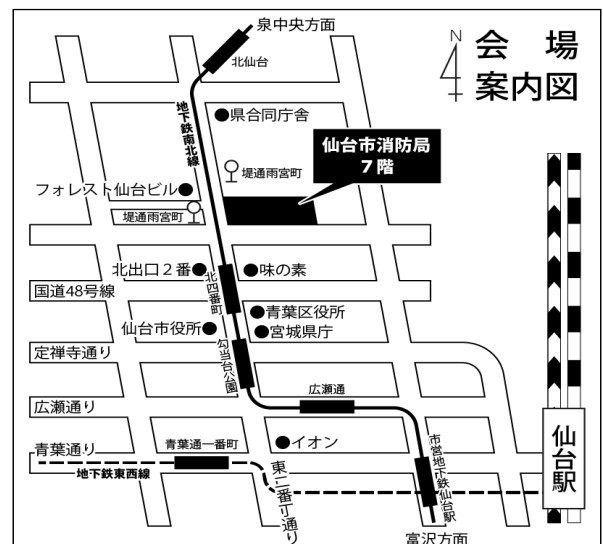 泉中央方面
北仙台
N
会場
案内図
地下鉄南北線
県合同庁舎
仙台市消防局
7階
堤通雨宮町
フォレスト仙台ビル
堤通雨宮町
北出口2番
味の素
国道48号線
北四番町
青葉区役所
仙台市役所
宮城県庁
勾当台公園
定禅寺通り
広瀬通
広瀬通り
青葉通り
青葉通一番町
イオン
地下鉄東西線
東二番丁通り
市営地下鉄仙台駅
仙台駅
富沢方面